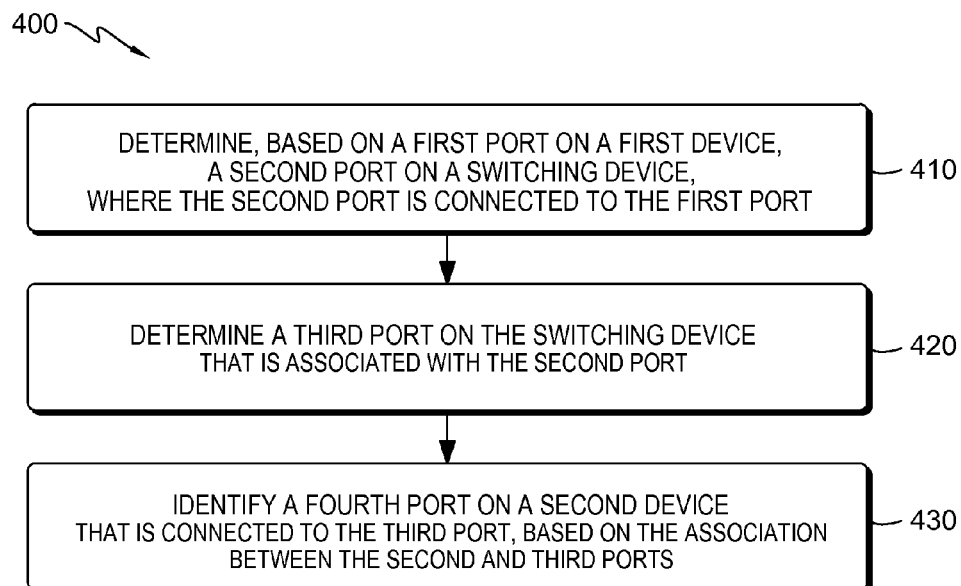 400
DETERMINE, BASED ON A FIRST PORT ON A FIRST DEVICE,
A SECOND PORT ON A SWITCHING DEVICE,
WHERE THE SECOND PORT IS CONNECTED TO THE FIRST PORT
410
DETERMINE A THIRD PORT ON THE SWITCHING DEVICE
THAT IS ASSOCIATED WITH THE SECOND PORT
420
IDENTIFY A FOURTH PORT ON A SECOND DEVICE
THAT IS CONNECTED TO THE THIRD PORT, BASED ON THE ASSOCIATION
BETWEEN THE SECOND AND THIRD PORTS
430